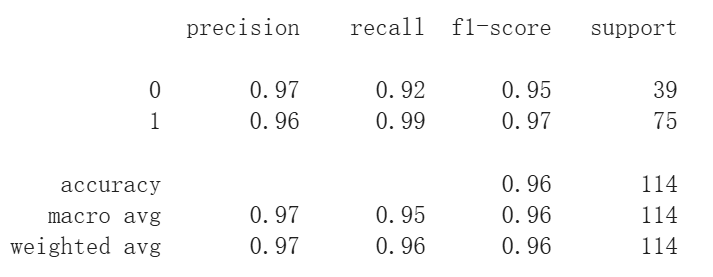 precision recall f1-score support
0 0.97 0.92 0.95 39
1 0.96 0.99 0.97 75
accuracy 0.96 114
macro avg 0.97 0.95 0.96 114
weighted avg 0.97 0.96 0.96 114